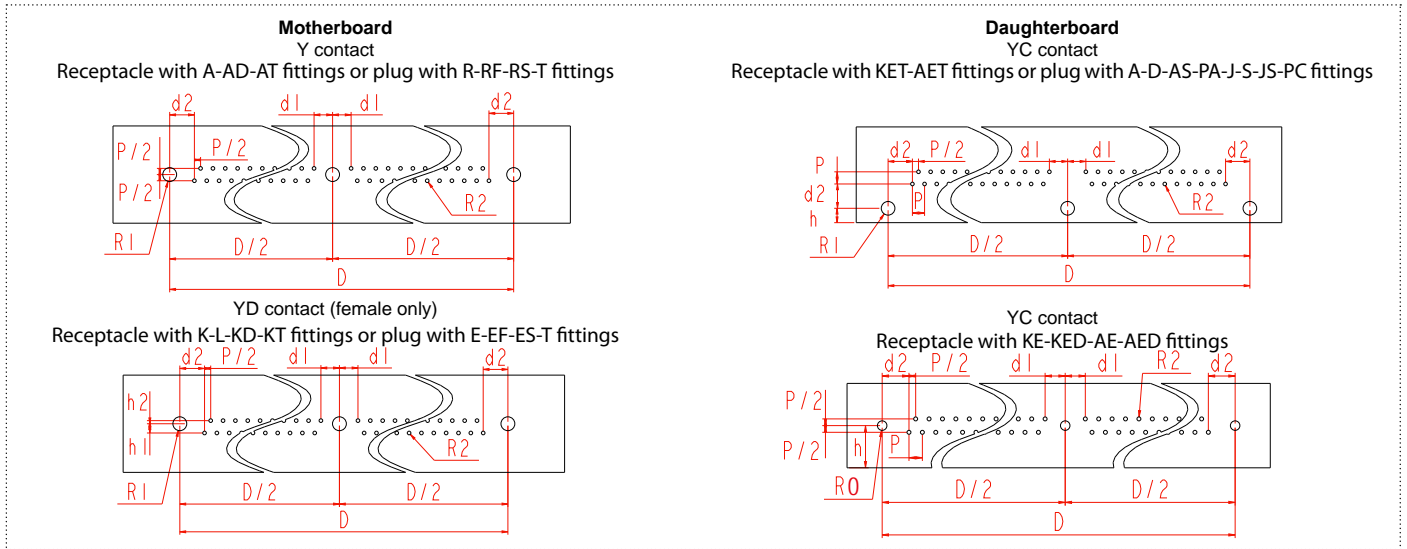 Motherboard
Y contact
Receptacle with A-AD-AT fittings or plug with R-RF-RS-T fittings
d2 d1 d1 d2
P/2 P/2
P/2
R2
R1 D/2 D/2
D
YD contact (female only)
Receptacle with K-L-KD-KT fittings or plug with E-EF-ES-T fittings
d2 P/2 d1 d1 d2
h2
h1
R2
R1 D/2 D/2
D
Daughterboard
YC contact
Receptacle with KET-AET fittings or plug with A-D-AS-PA-J-S-JS-PC fittings
d2 P/2 d1 d1 d2
P
d2 P R2
h
R1 D/2 D/2
D
YC contact
Receptacle with KE-KED-AE-AED fittings
d2 P/2 d1 d1 R2 d2
P/2
P/2 h P
R0 D/2 D/2
D